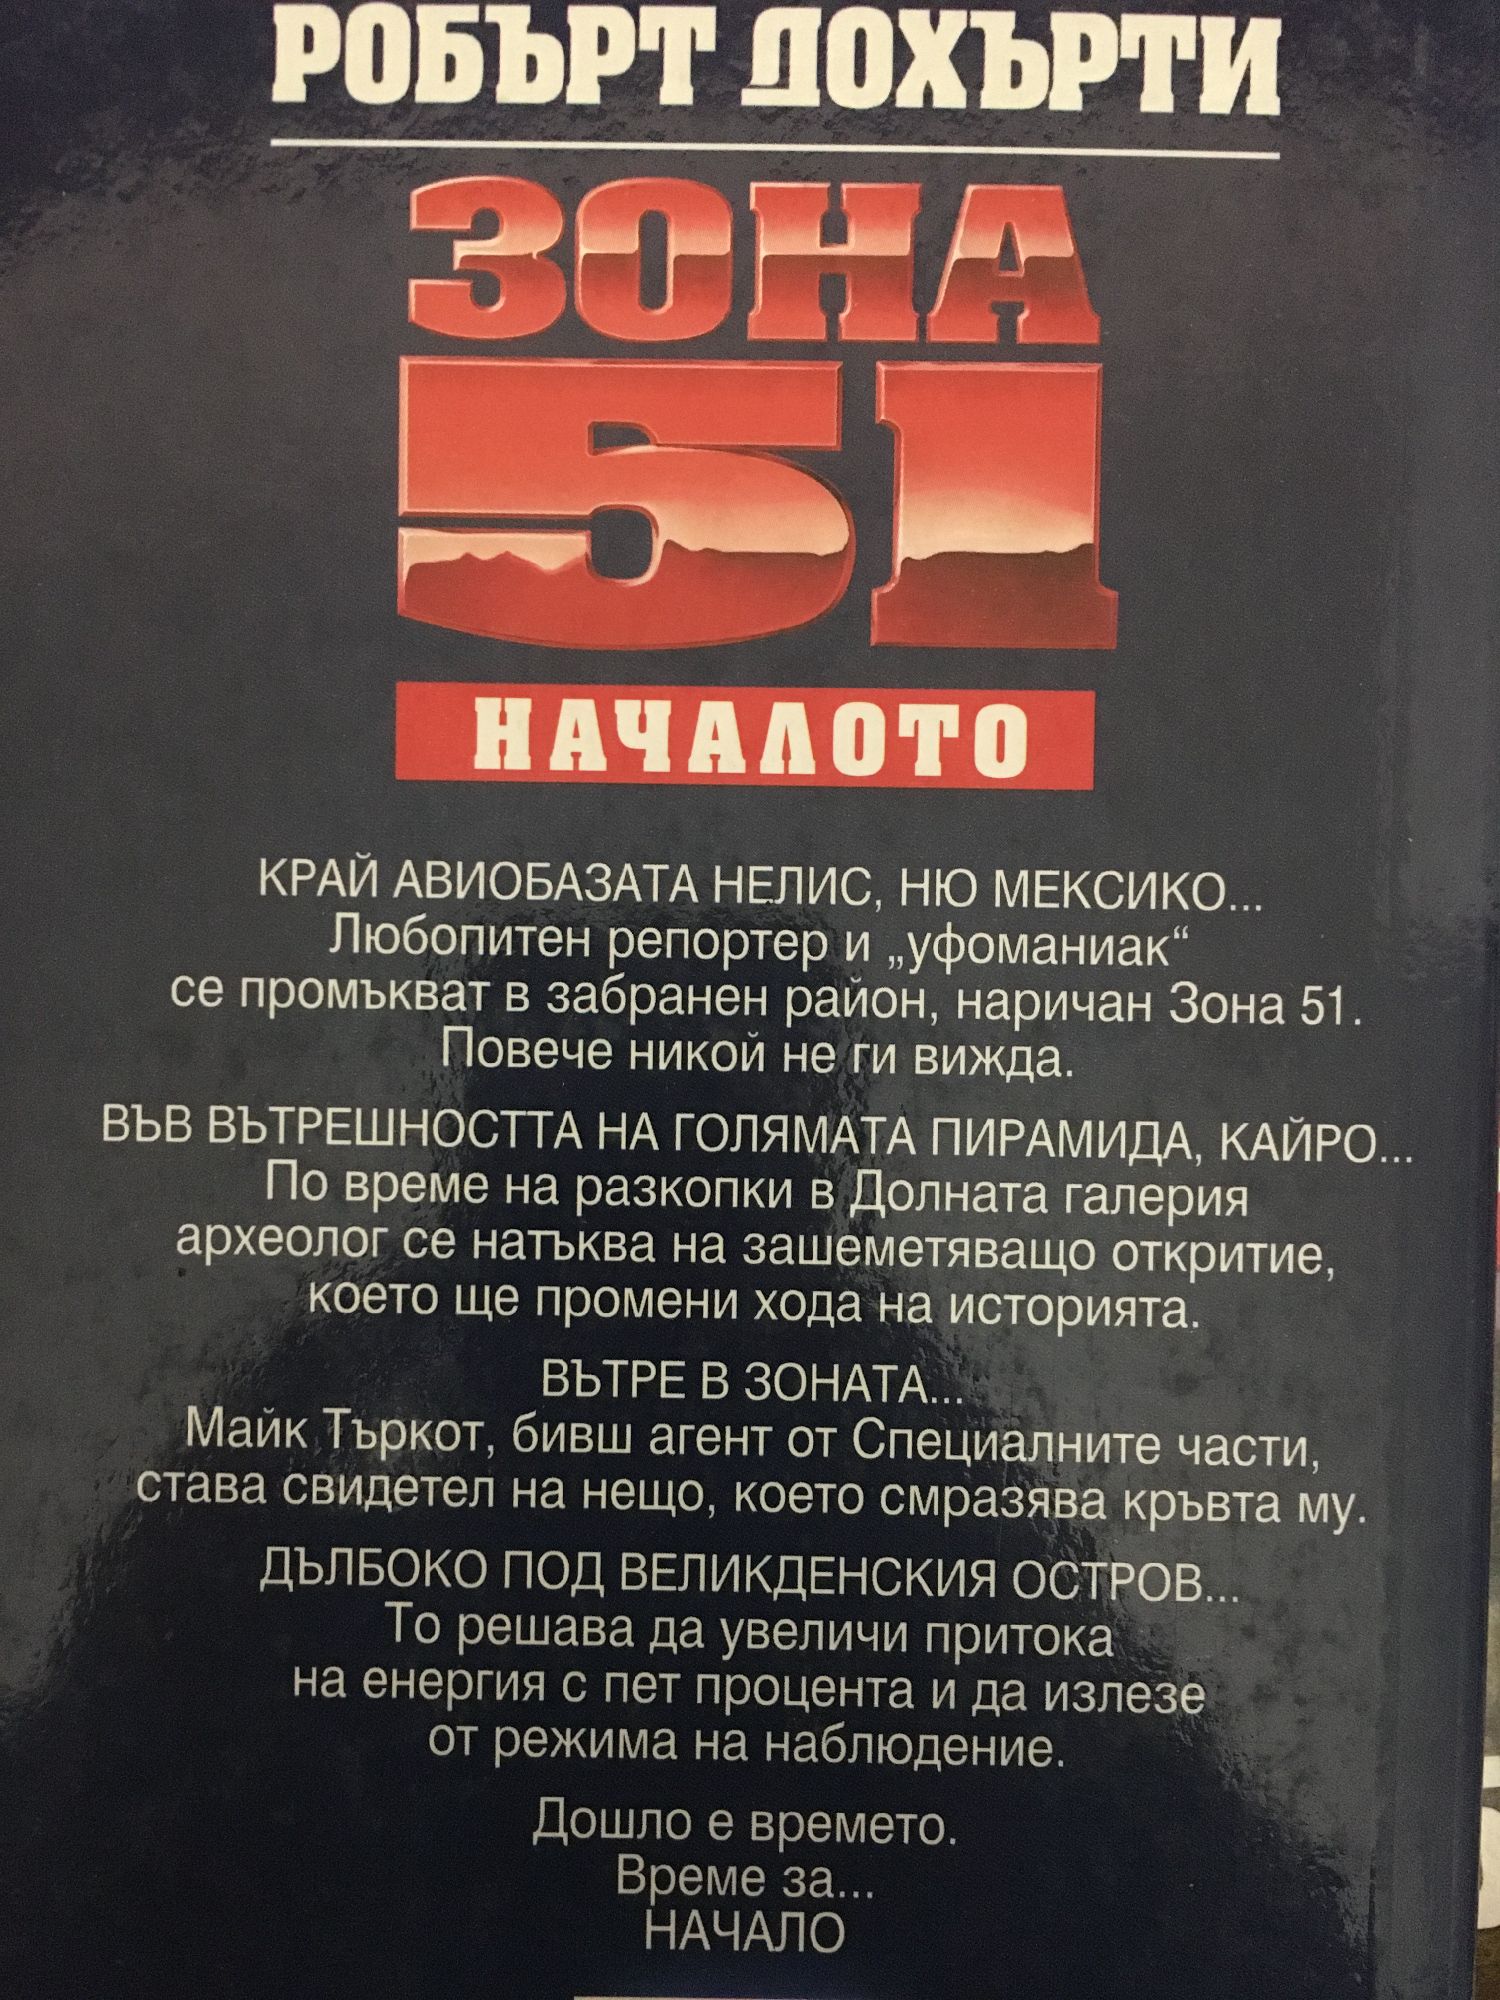 РОБЪРТ ДОХЪРТИ
ЗОНА
51
НАЧАЛОТО
КРАЙ АВИОБАЗАТА НЕЛИС, НЮ МЕКСИКО...
Любопитен репортер и „уфоманиак“
се промъкват в забранен район, наричан Зона 51.
Повече никой не ги вижда.
ВЪВ ВЪТРЕШНОСТТА НА ГОЛЯМАТА ПИРАМИДА, КАЙРО...
По време на разкопки в Долната галерия
археолог се натъква на зашеметяващо откритие,
което ще промени хода на историята.
ВЪТРЕ В ЗОНАТА...
Майк Търкот, бивш агент от Специалните части,
става свидетел на нещо, което смразява кръвта му.
ДЪЛБОКО ПОД ВЕЛИКДЕНСКИЯ ОСТРОВ...
То решава да увеличи притока
на енергия с пет процента и да излезе
от режима на наблюдение.
Дошло е времето.
Време за...
НАЧАЛО